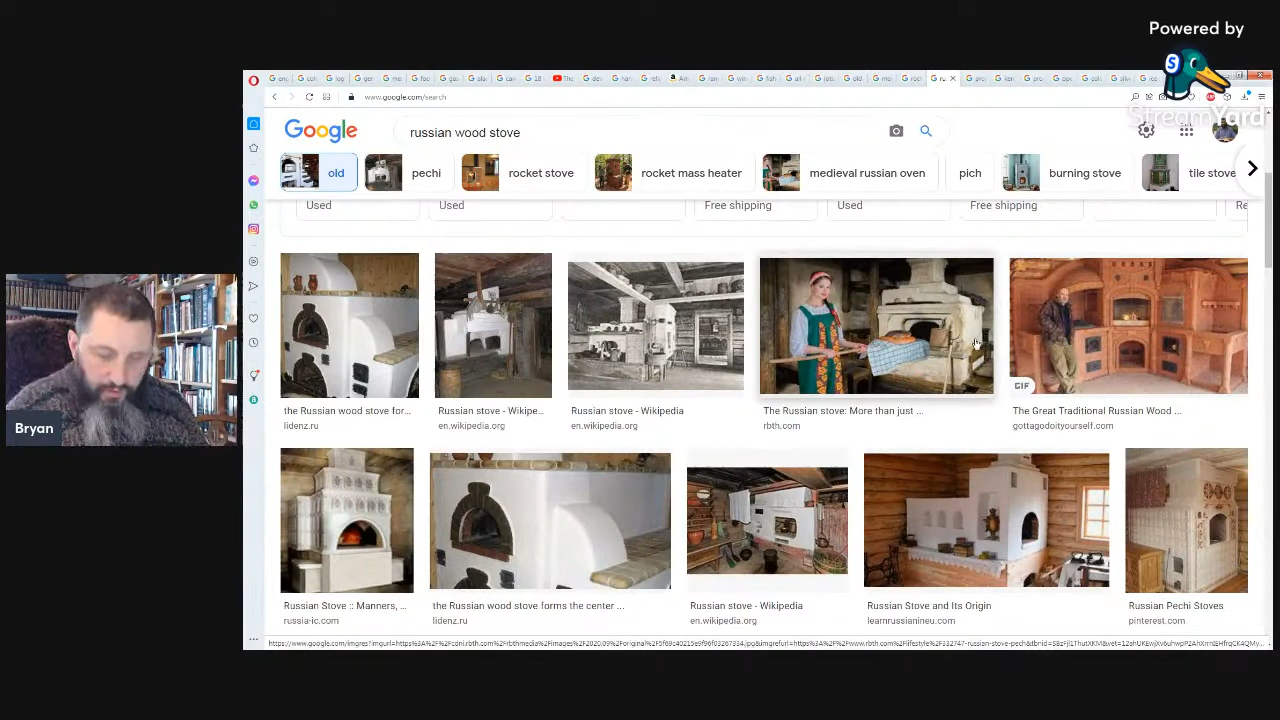 Powered by
StreamYard
www.google.com/search
Google
russian wood stove
old
pechi
rocket stove
rocket mass heater
medieval russian oven
pich
burning stove
tile stove
Used
Used
Free shipping
Used
Free shipping
Re
GIF
the Russian wood stove for...
lidenz.ru
Russian stove - Wikipe...
en.wikipedia.org
Russian stove - Wikipedia
en.wikipedia.org
The Russian stove: More than just ...
rbth.com
The Great Traditional Russian Wood ...
gottagodoityourself.com
Bryan
Russian Stove :: Manners, ...
russia-ic.com
the Russian wood stove forms the center ...
lidenz.ru
Russian stove - Wikipedia
en.wikipedia.org
Russian Stove and Its Origin
learnrussianineu.com
Russian Pechi Stoves
pinterest.com